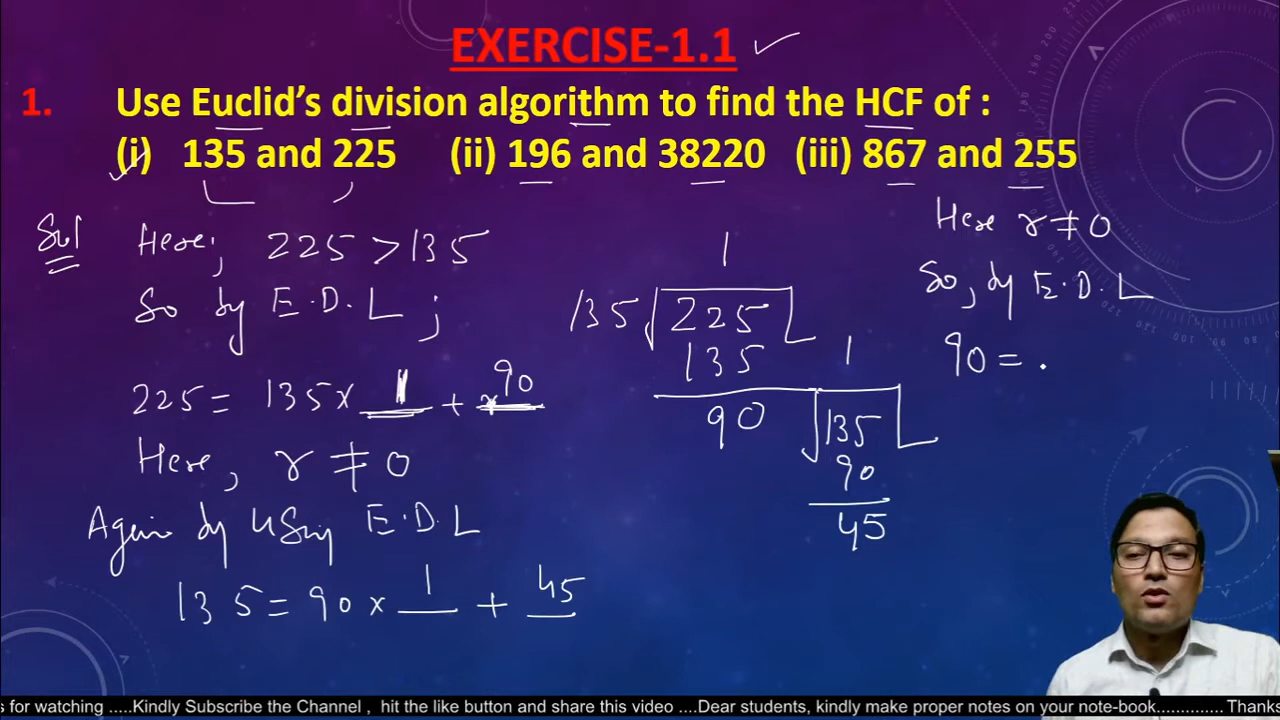 EXERCISE-1.1
1. Use Euclid's division algorithm to find the HCF of :
(i) 135 and 225 (ii) 196 and 38220 (iii) 867 and 255
Sol Here; 225 > 135
So by E.D.L ;
225 = 135 × 1 + 90
Here, r ≠ 0
Again by using E.D.L
135 = 90 × 1 + 45
1
135 225
135 1
90 135
90
45
Here r ≠ 0
So, by E.D.L
90 = .
s for watching .....Kindly Subscribe the Channel , hit the like button and share this video ....Dear students, kindly make proper notes on your note-book.............. Thanks